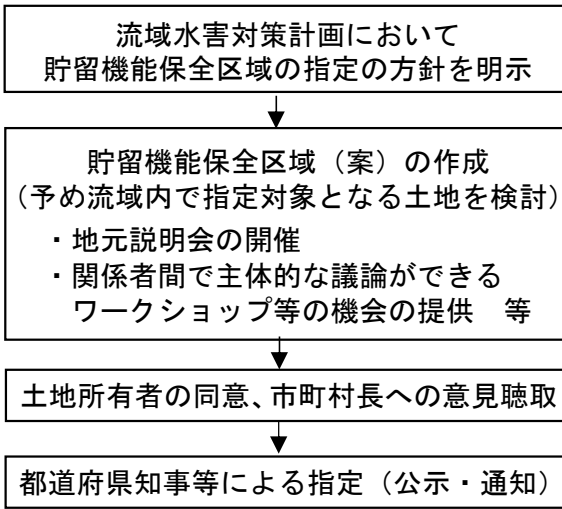 流域水害対策計画において
貯留機能保全区域の指定の方針を明示
貯留機能保全区域（案）の作成
（予め流域内で指定対象となる土地を検討）
・地元説明会の開催
・関係者間で主体的な議論ができる
ワークショップ等の機会の提供　等
土地所有者の同意、市町村長への意見聴取
都道府県知事等による指定（公示・通知）